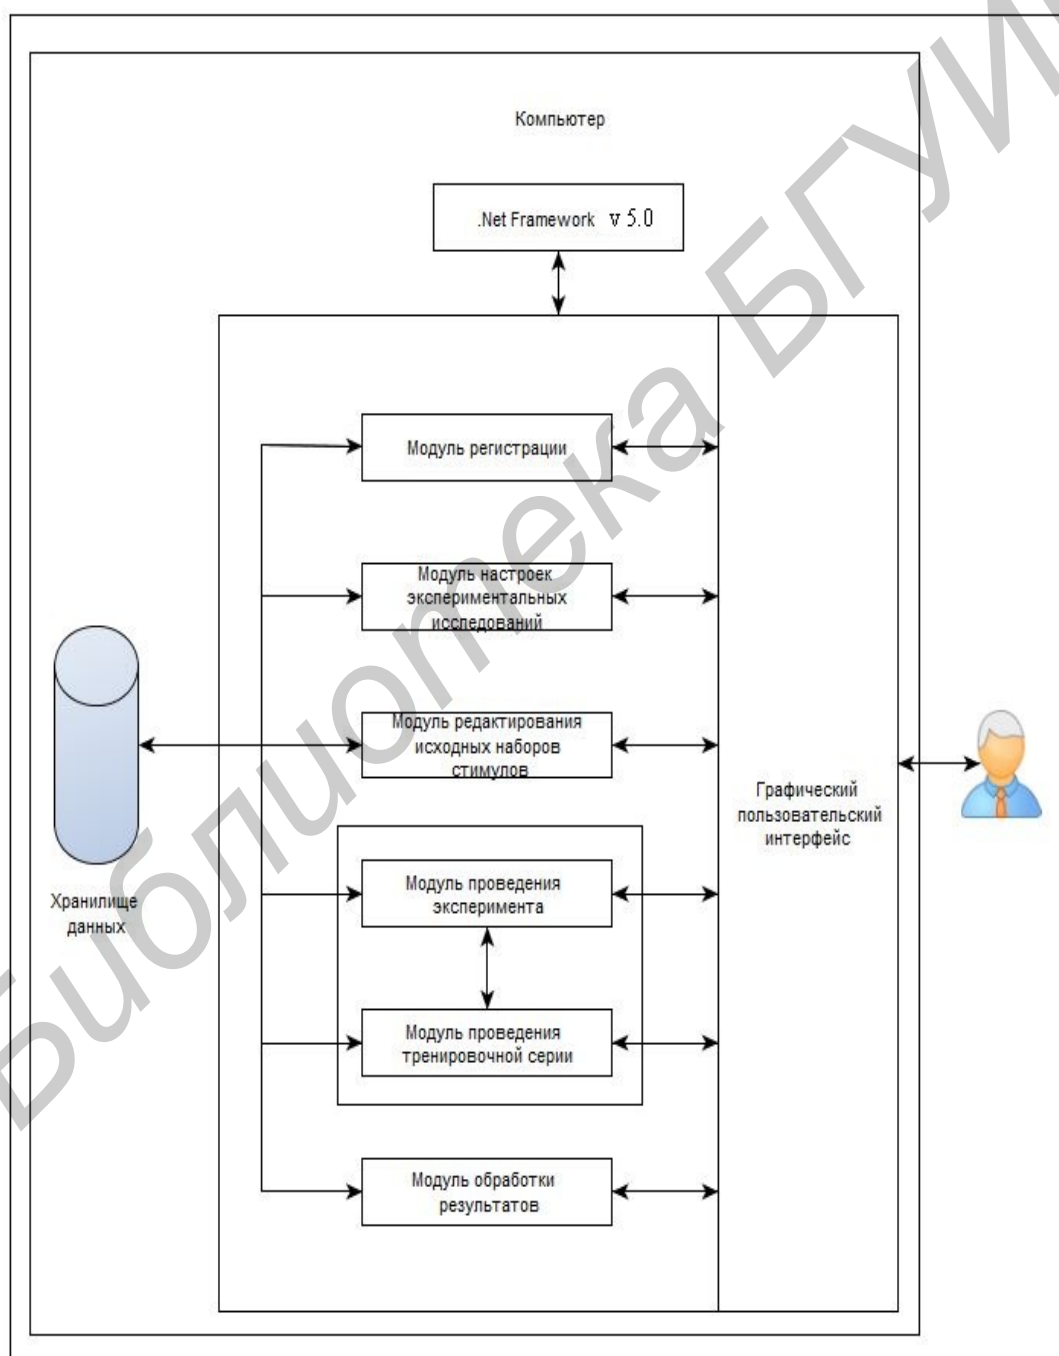 Компьютер
.Net Framework v 5.0
Модуль регистрации
Модуль настроек
экспериментальных
исследований
Модуль редактирования
исходных наборов
стимулов
Графический
пользовательский
интерфейс
Модуль проведения
эксперимента
Хранилище
данных
Модуль проведения
тренировочной серии
Модуль обработки
результатов
Библиотека БГУИ